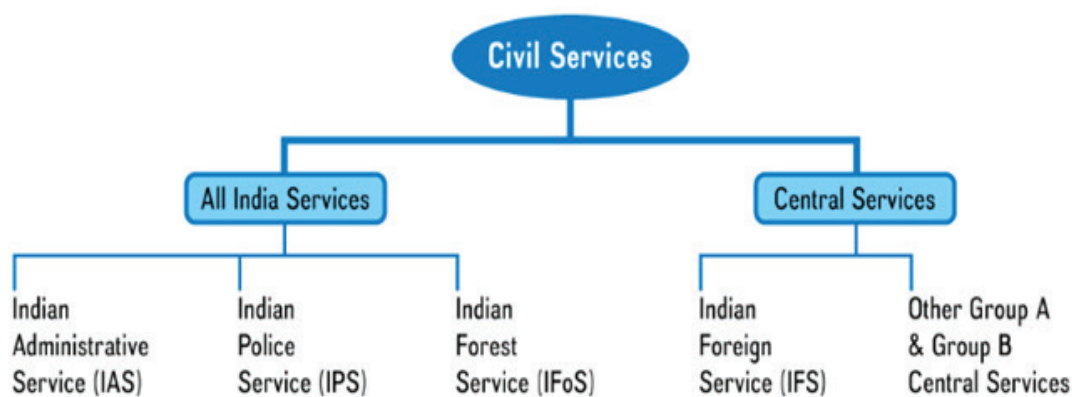 Civil Services
All India Services
Central Services
Indian
Administrative
Service (IAS)
Indian
Police
Service (IPS)
Indian
Forest
Service (IFoS)
Indian
Foreign
Service (IFS)
Other Group A
& Group B
Central Services